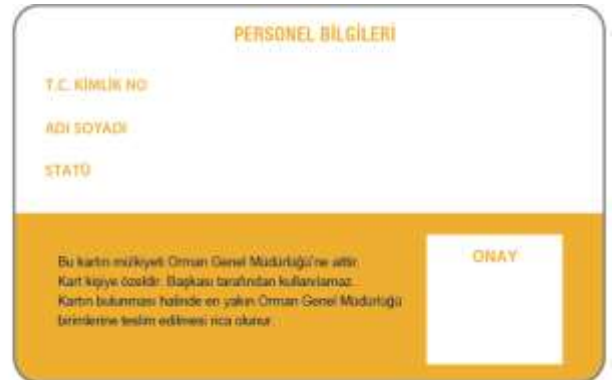 PERSONEL BİLGİLERİ
T.C. KİMLİK NO
ADI SOYADI
STATÜ
Bu kartın mülkiyeti Orman Genel Müdürlüğü'ne aittir.
Kart kişiye özeldir. Başkası tarafından kullanılamaz.
Kartın bulunması halinde en yakın Orman Genel Müdürlüğü
birimlerine teslim edilmesi rica olunur.
ONAY